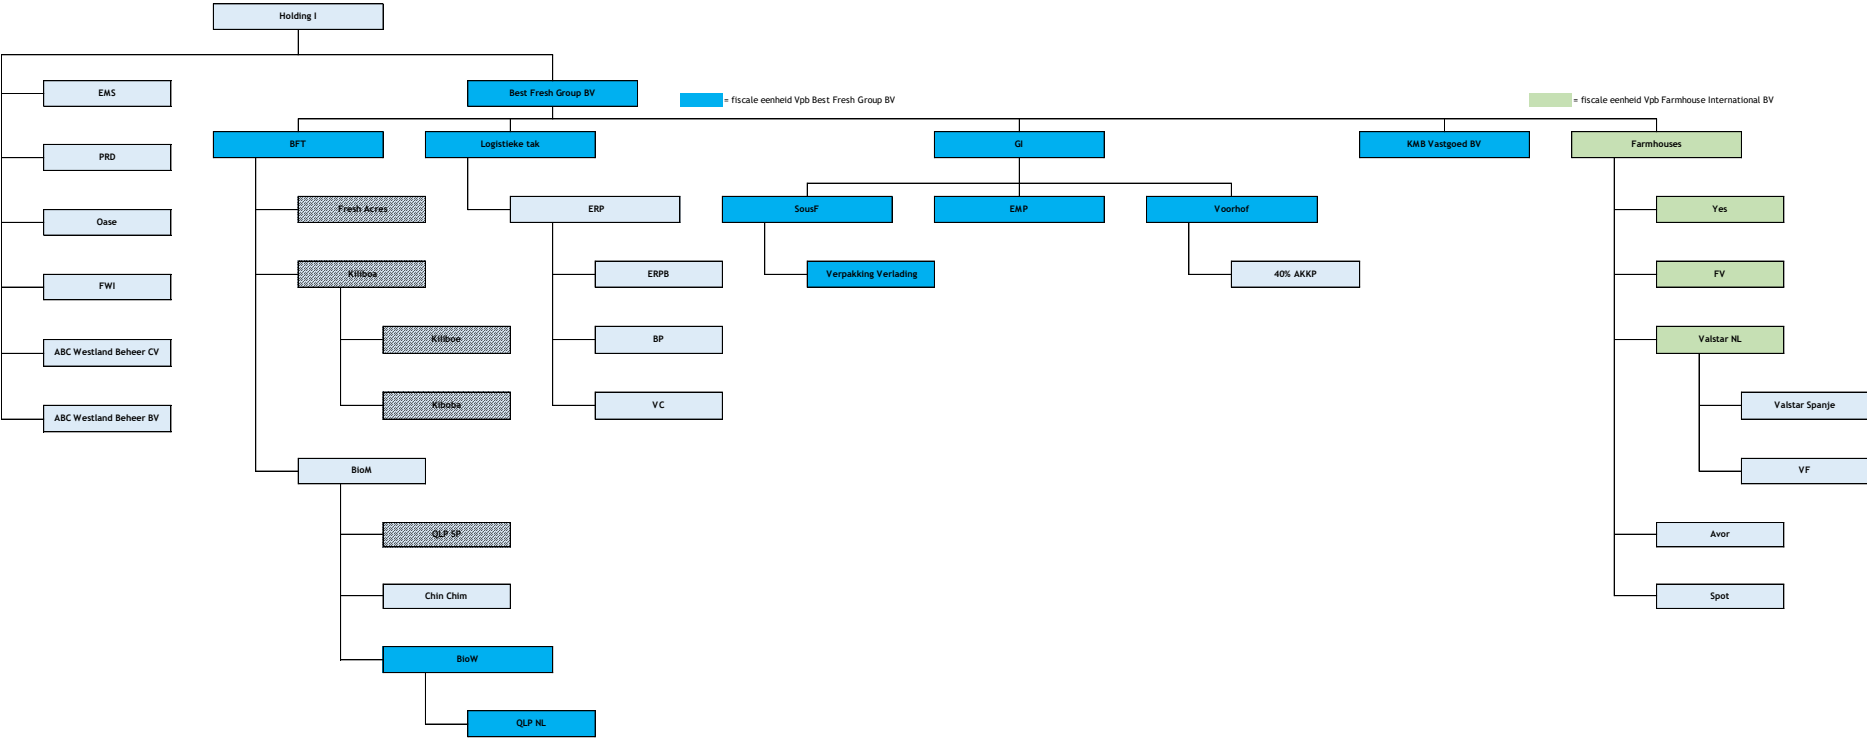 Holding I
EMS
Best Fresh Group BV
= fiscale eenheid Vpb Best Fresh Group BV
= fiscale eenheid Vpb Farmhouse International BV
PRD
BFT
Logistieke tak
GI
KMB Vastgoed BV
Farmhouses
Oase
Fresh Acres
ERP
SousF
EMP
Voorhof
Yes
FWI
Kiliboa
ERPB
Verpakking Verlading
40% AKKP
FV
ABC Westland Beheer CV
Kiliboe
BP
Valstar NL
ABC Westland Beheer BV
Kiboba
VC
Valstar Spanje
BioM
VF
QLP SP
Avor
Chin Chim
Spot
BioW
QLP NL